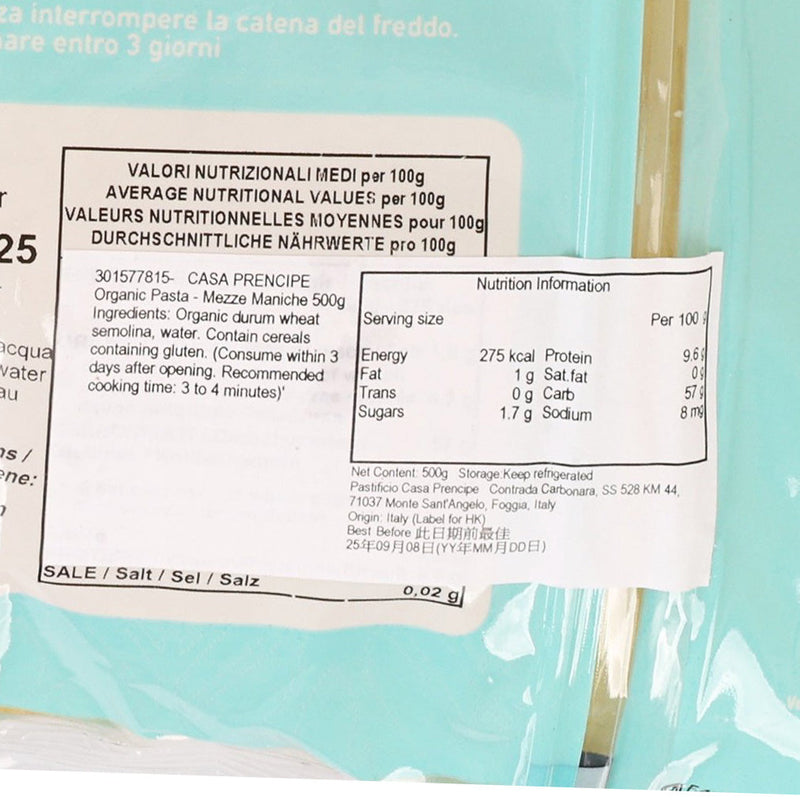 za interrompere la catena del freddo.
entro 3 giorni
VALORI NUTRIZIONALI MEDI per 100g
AVERAGE NUTRITIONAL VALUES per 100g
VALEURS NUTRITIONNELLES MOYENNES pour 100g
DURCHSCHNITTLICHE NÄHRWERTE pro 100g
25
acqua
water
au
301577815- CASA PRENCIPE
Organic Pasta - Mezze Maniche 500g
Ingredients: Organic durum wheat
semolina, water. Contain cereals
containing gluten. (Consume within 3
days after opening. Recommended
cooking time: 3 to 4 minutes)'
Nutrition Information
Serving size Per 100 g
Energy 275 kcal Protein 9.6g
Fat 1 g Sat.fat 0g
Trans 0 g Carb 57 g
Sugars 1.7 g Sodium 8 mg
Net Content: 500g Storage:Keep refrigerated
Pastificio Casa Prencipe Contrada Carbonara, SS 528 KM 44,
71037 Monte Sant'Angelo, Foggia, Italy
Origin: Italy (Label for HK)
Best Before 此日期前最佳
25年09月08日(YY年MM月DD日)
SALE / Salt / Sel / Salz 0,02 g